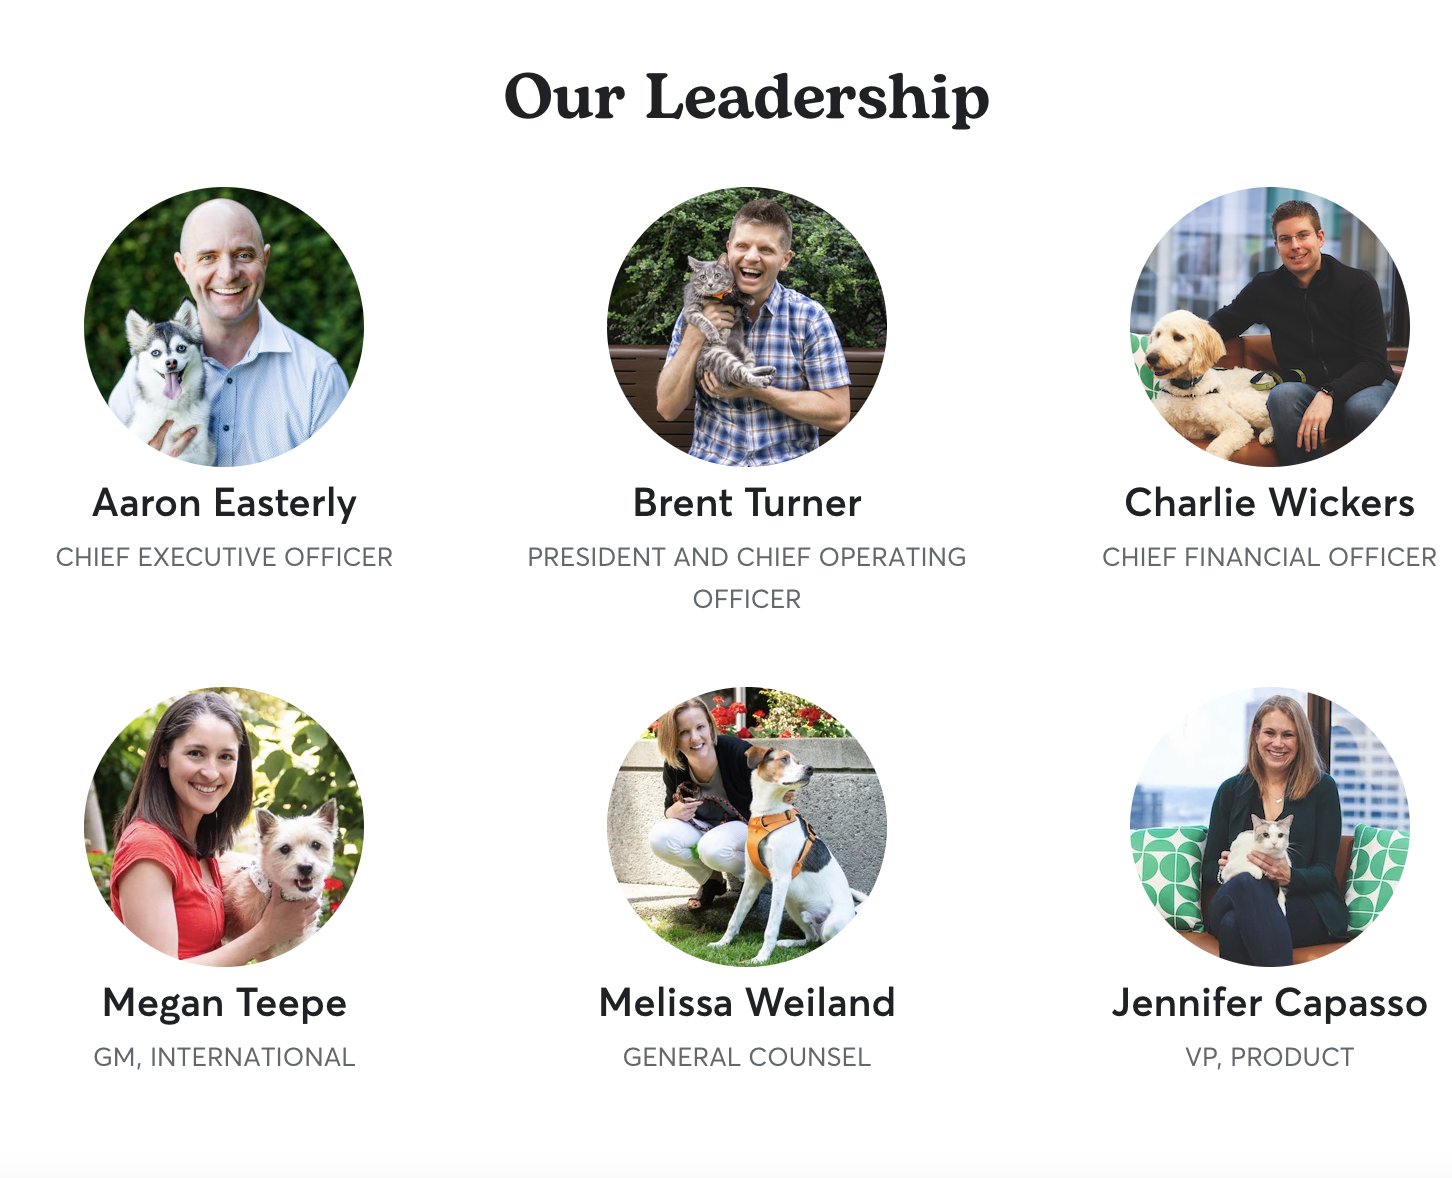 Our Leadership
Aaron Easterly
CHIEF EXECUTIVE OFFICER
Brent Turner
PRESIDENT AND CHIEF OPERATING
OFFICER
Charlie Wickers
CHIEF FINANCIAL OFFICER
Megan Teepe
GM, INTERNATIONAL
Melissa Weiland
GENERAL COUNSEL
Jennifer Capasso
VP, PRODUCT